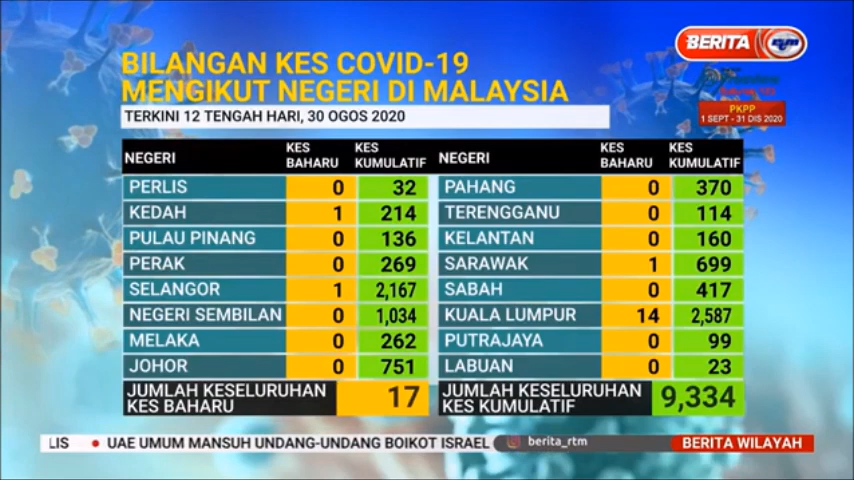 BERITA RTM
BILANGAN KES COVID-19
MENGIKUT NEGERI DI MALAYSIA
PKPP
1 SEPT - 31 DIS 2020
TERKINI 12 TENGAH HARI, 30 OGOS 2020
NEGERI KES BAHARU KES KUMULATIF NEGERI KES BAHARU KES KUMULATIF
PERLIS 0 32 PAHANG 0 370
KEDAH 1 214 TERENGGANU 0 114
PULAU PINANG 0 136 KELANTAN 0 160
PERAK 0 269 SARAWAK 1 699
SELANGOR 1 2,167 SABAH 0 417
NEGERI SEMBILAN 0 1,034 KUALA LUMPUR 14 2,587
MELAKA 0 262 PUTRAJAYA 0 99
JOHOR 0 751 LABUAN 0 23
JUMLAH KESELURUHAN KES BAHARU 17 JUMLAH KESELURUHAN KES KUMULATIF 9,334
LIS • UAE UMUM MANSUH UNDANG-UNDANG BOIKOT ISRAEL berita_rtm BERITA WILAYAH